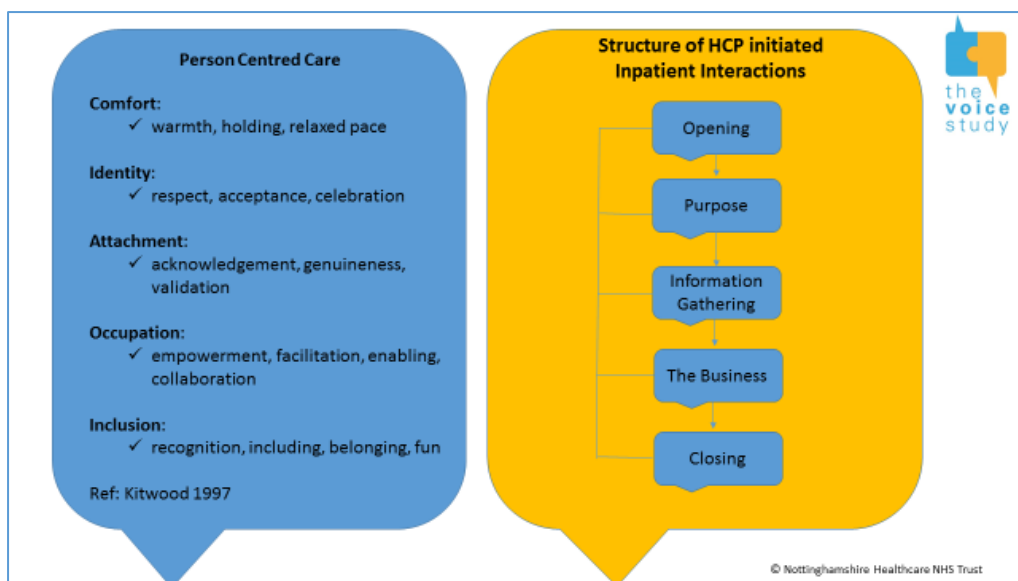 Person Centred Care
Comfort:
✓ warmth, holding, relaxed pace
Identity:
✓ respect, acceptance, celebration
Attachment:
✓ acknowledgement, genuineness,
validation
Occupation:
✓ empowerment, facilitation, enabling,
collaboration
Inclusion:
✓ recognition, including, belonging, fun
Ref: Kitwood 1997
Structure of HCP initiated
Inpatient Interactions
Opening
Purpose
Information
Gathering
The Business
Closing
the
voice
study
© Nottinghamshire Healthcare NHS Trust